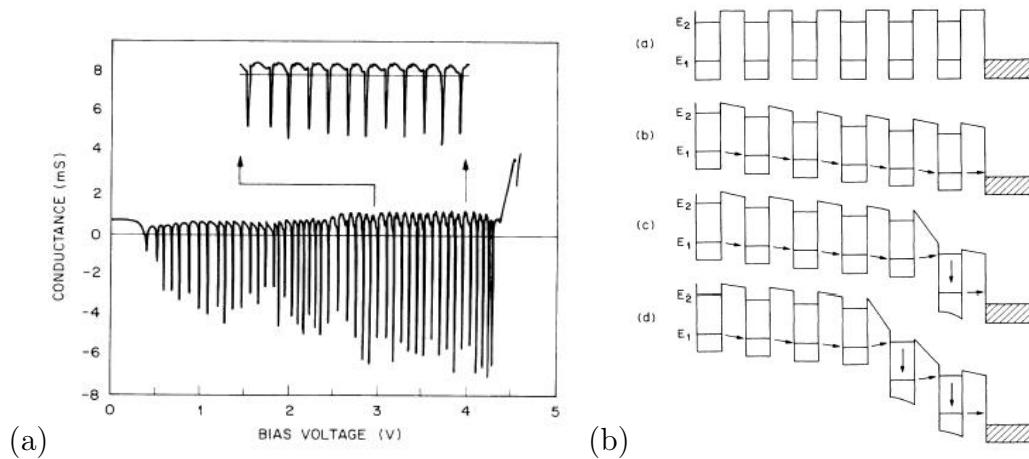 8
6
4
2
0
-2
-4
-6
-8
CONDUCTANCE (mS)
0 1 2 3 4 5
BIAS VOLTAGE (V)
(a)
(a)
E2
E1
(b)
E2
E1
(c)
E2
E1
(d)
E2
E1
(b)